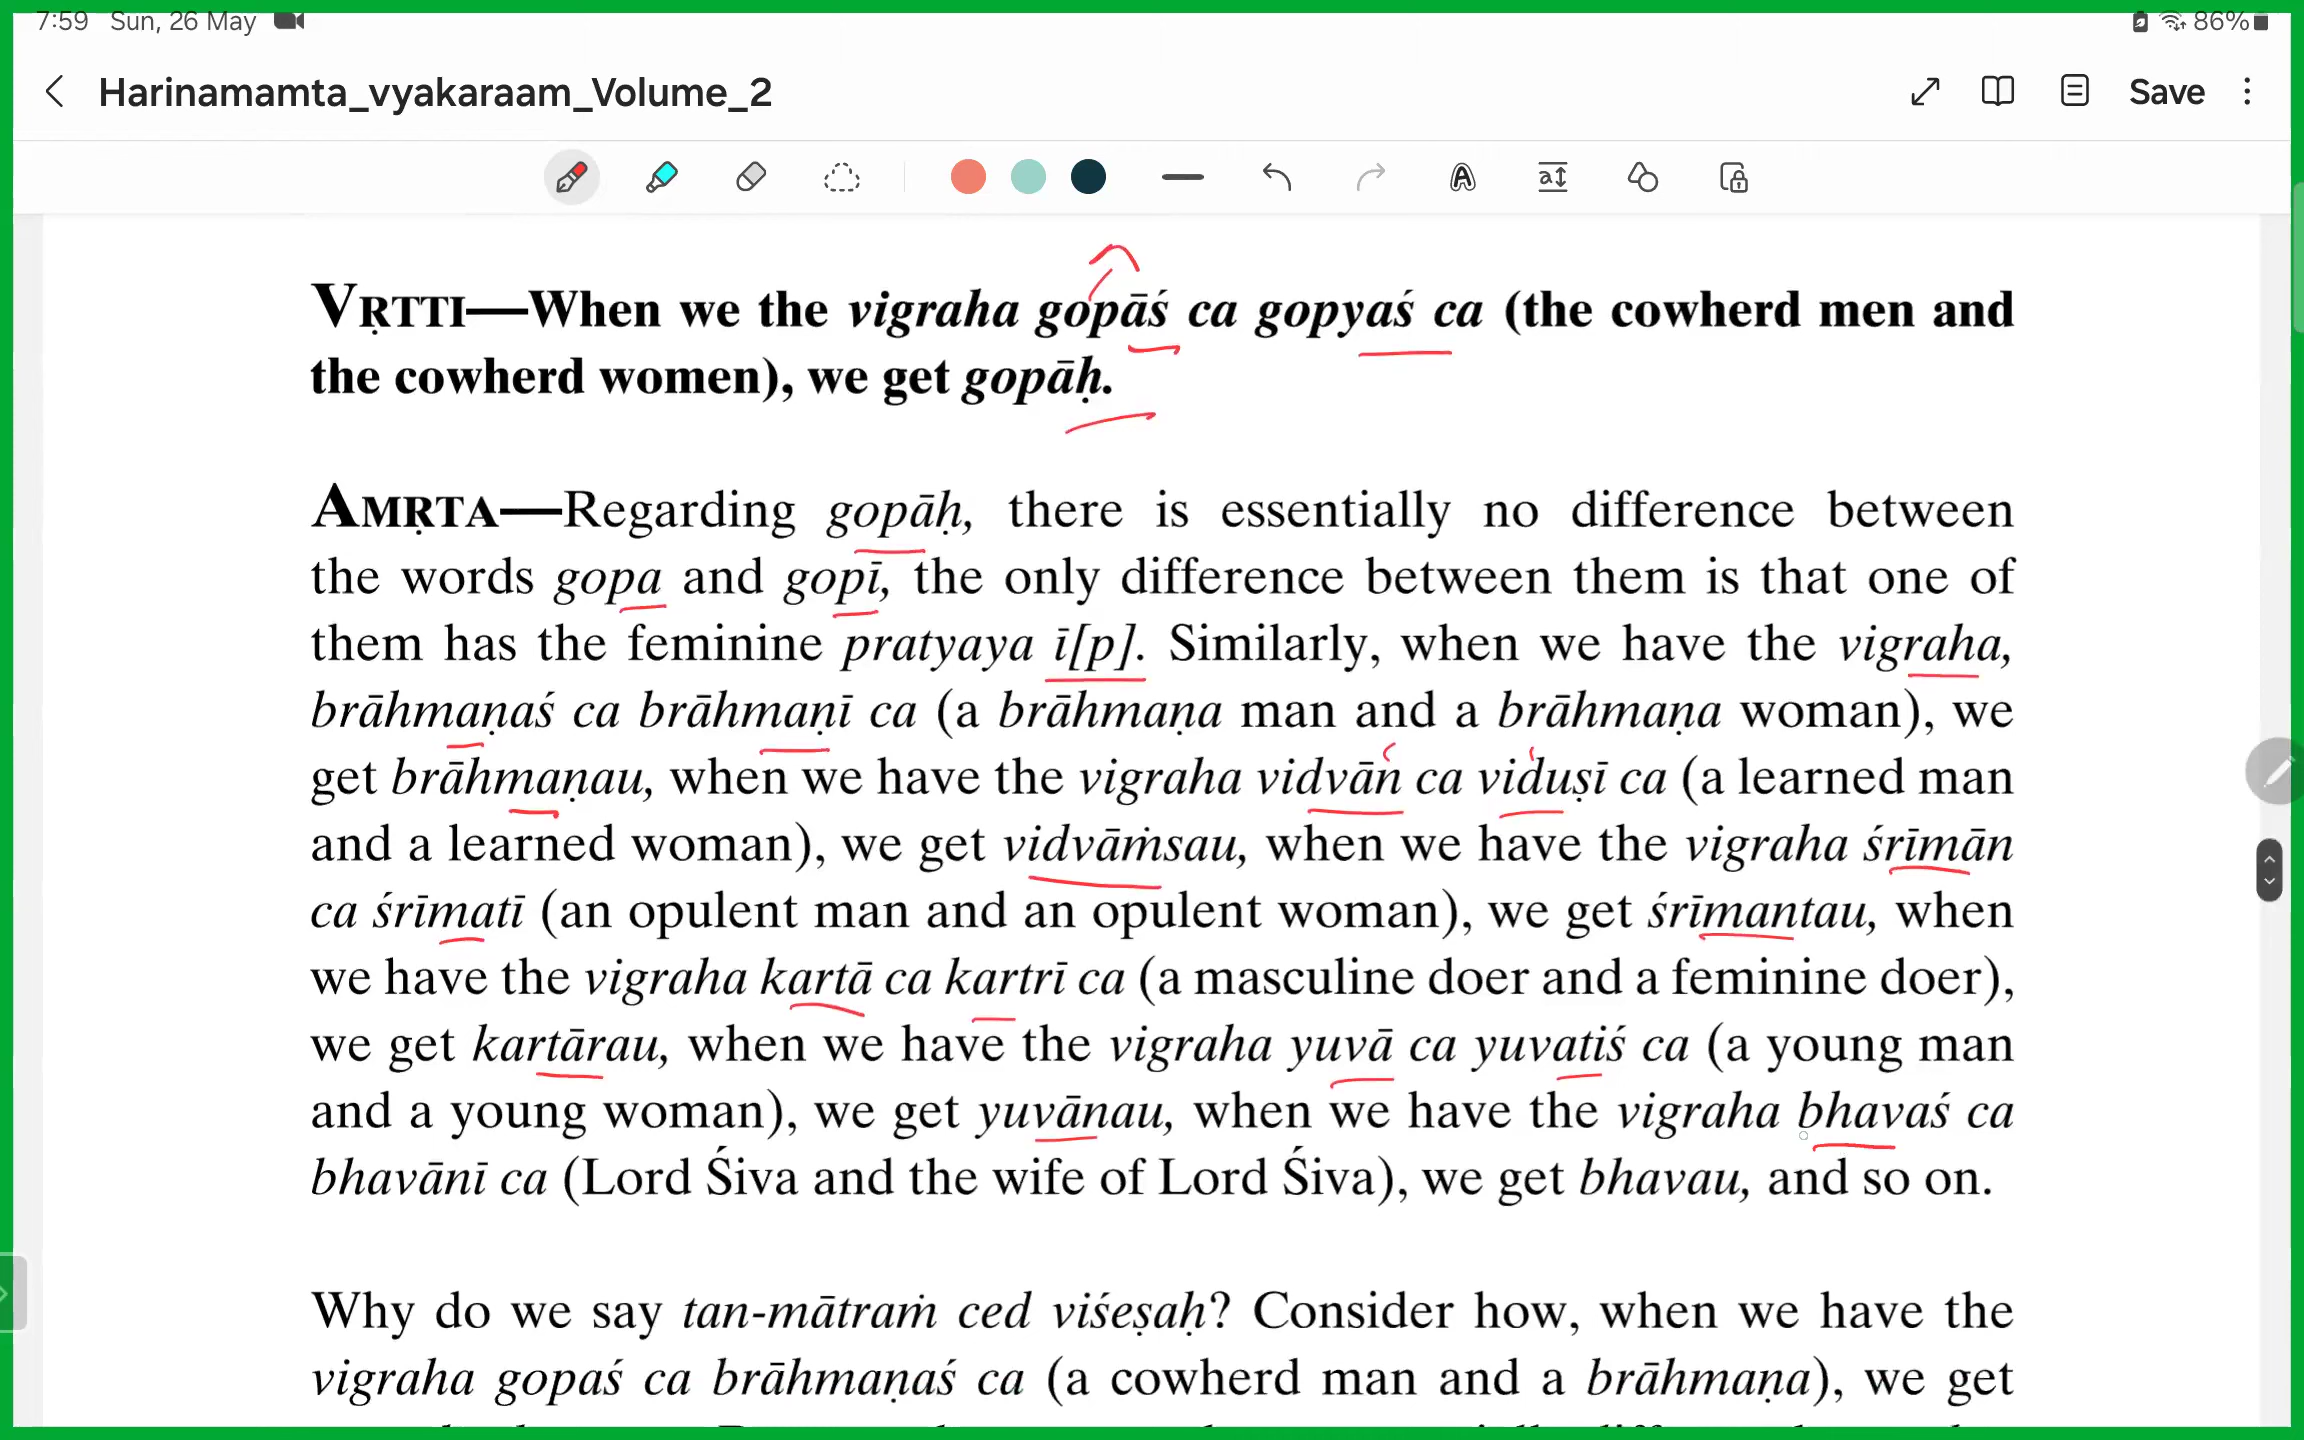 7:59 Sun, 26 May 86%
Harinamamta_vyakaraam_Volume_2 Save
VṚTTI—When we the vigraha gopāś ca gopyaś ca (the cowherd men and
the cowherd women), we get gopāḥ.
AMṚTA—Regarding gopāḥ, there is essentially no difference between
the words gopa and gopī, the only difference between them is that one of
them has the feminine pratyaya ī[p]. Similarly, when we have the vigraha,
brāhmaṇaś ca brāhmaṇī ca (a brāhmaṇa man and a brāhmaṇa woman), we
get brāhmaṇau, when we have the vigraha vidvān ca viduṣī ca (a learned man
and a learned woman), we get vidvāṁsau, when we have the vigraha śrīmān
ca śrīmatī (an opulent man and an opulent woman), we get śrīmantau, when
we have the vigraha kartā ca kartrī ca (a masculine doer and a feminine doer),
we get kartārau, when we have the vigraha yuvā ca yuvatiś ca (a young man
and a young woman), we get yuvānau, when we have the vigraha bhavaś ca
bhavānī ca (Lord Śiva and the wife of Lord Śiva), we get bhavau, and so on.
Why do we say tan-mātraṁ ced viśeṣaḥ? Consider how, when we have the
vigraha gopaś ca brāhmaṇaś ca (a cowherd man and a brāhmaṇa), we get